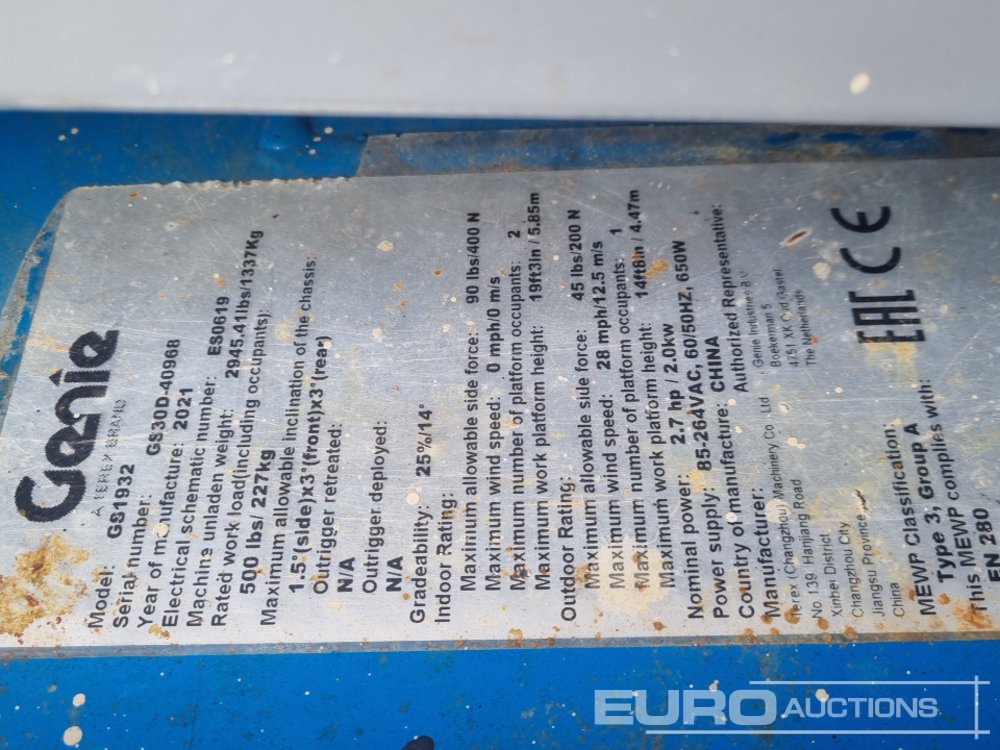 Genie
A TEREX BRAND
Model: GS1932
Serial number: GS30D-40968
Year of manufacture: 2021
Electrical schematic number: ES0619
Machine unladen weight: 2945.41lbs/1337Kg
Rated work load(including occupants):
500 lbs/ 227kg
Maximum allowable inclination of the chassis:
1.5°(side)x3°(front)x3°(rear)
Outrigger retreated:
N/A
Outrigger deployed:
N/A
Gradeability: 25%/14°
Indoor Rating:
Maximum allowable side force: 90 lbs/400 N
Maximum wind speed: 0 mph/0 m/s
Maximum number of platform occupants: 2
Maximum work platform height: 19ft3In / 5.85m
Outdoor Rating:
Maximum allowable side force: 45 lbs/200 N
Maximum wind speed: 28 mph/12.5 m/s
Maximum number of platform occupants: 1
Maximum work platform height: 14ft8In / 4.47m
Nominal power: 2.7 hp / 2.0kw
Power supply: 85-264VAC, 60/50HZ, 650W
Country of manufacture: CHINA
Manufacturer:
Terex (Changzhou) Machinery Co., Ltd
No. 139 Hanjiang Road
Xinbei District
Changzhou City
Jiangsu Province
China
Authorized Representative:
Genie Industries B.V
Boekerman 5
4751 XK Oud Gastel
The Netherlands
MEWP Classification:
Type 3, Group A
This MEWP complies with:
EN 280
EAC CE
EURO AUCTIONS